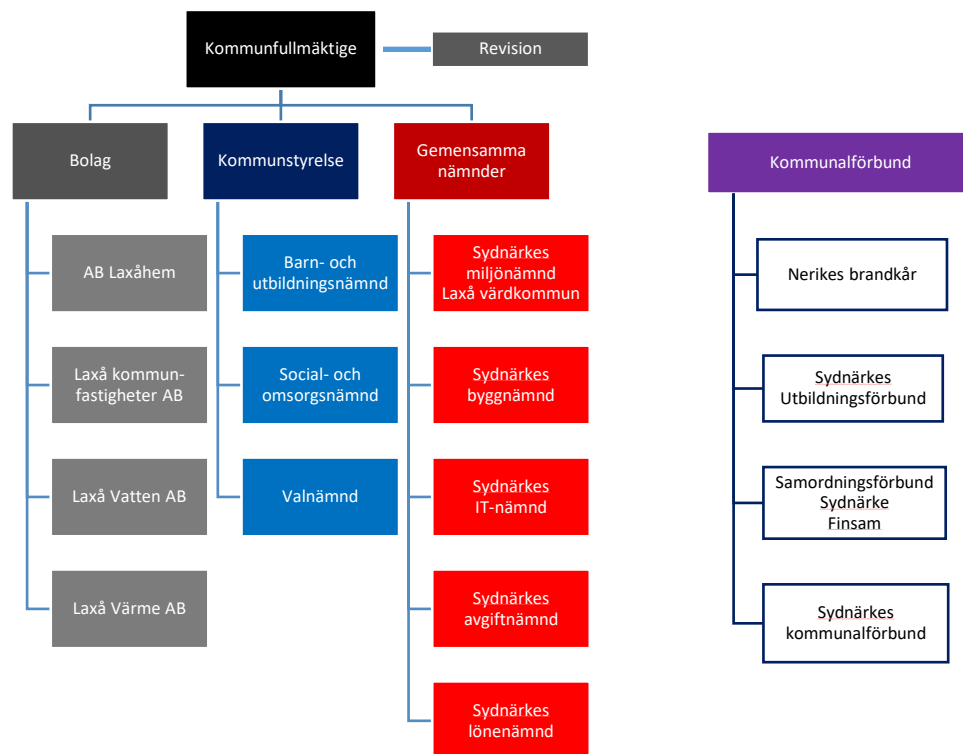 Kommunfullmäktige
Revision
Bolag
Kommunstyrelse
Gemensamma
nämnder
Kommunalförbund
AB Laxåhem
Barn- och
utbildningsnämnd
Sydnärkes
miljönämnd
Laxå värdkommun
Nerikes brandkår
Laxå kommun-
fastigheter AB
Social- och
omsorgsnämnd
Sydnärkes
byggnämnd
Sydnärkes
Utbildningsförbund
Laxå Vatten AB
Valnämnd
Sydnärkes
IT-nämnd
Samordningsförbund
Sydnärke
Finsam
Laxå Värme AB
Sydnärkes
avgiftnämnd
Sydnärkes
kommunalförbund
Sydnärkes
lönenämnd